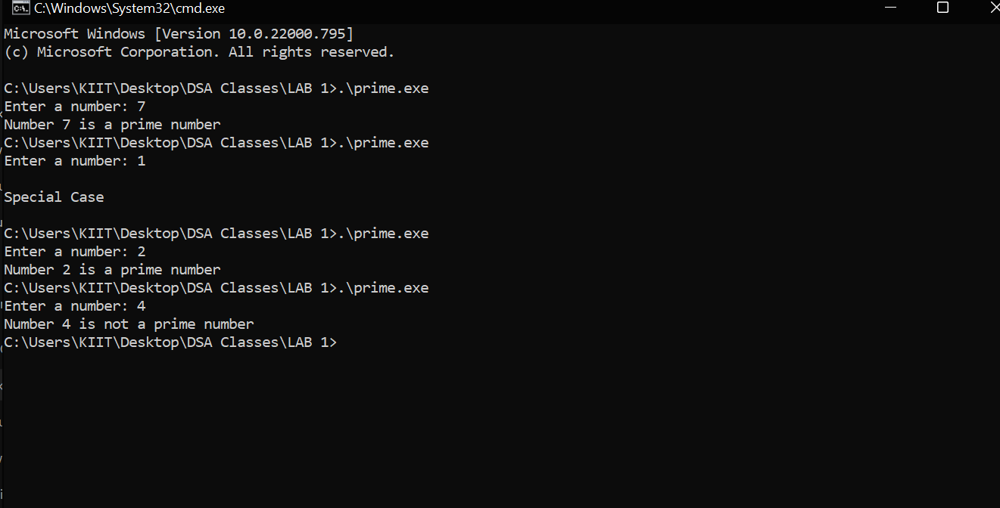 C:\Windows\System32\cmd.exe
Microsoft Windows [Version 10.0.22000.795]
(c) Microsoft Corporation. All rights reserved.
C:\Users\KIIT\Desktop\DSA Classes\LAB 1>.\prime.exe
Enter a number: 7
Number 7 is a prime number
C:\Users\KIIT\Desktop\DSA Classes\LAB 1>.\prime.exe
Enter a number: 1
Special Case
C:\Users\KIIT\Desktop\DSA Classes\LAB 1>.\prime.exe
Enter a number: 2
Number 2 is a prime number
C:\Users\KIIT\Desktop\DSA Classes\LAB 1>.\prime.exe
Enter a number: 4
Number 4 is not a prime number
C:\Users\KIIT\Desktop\DSA Classes\LAB 1>